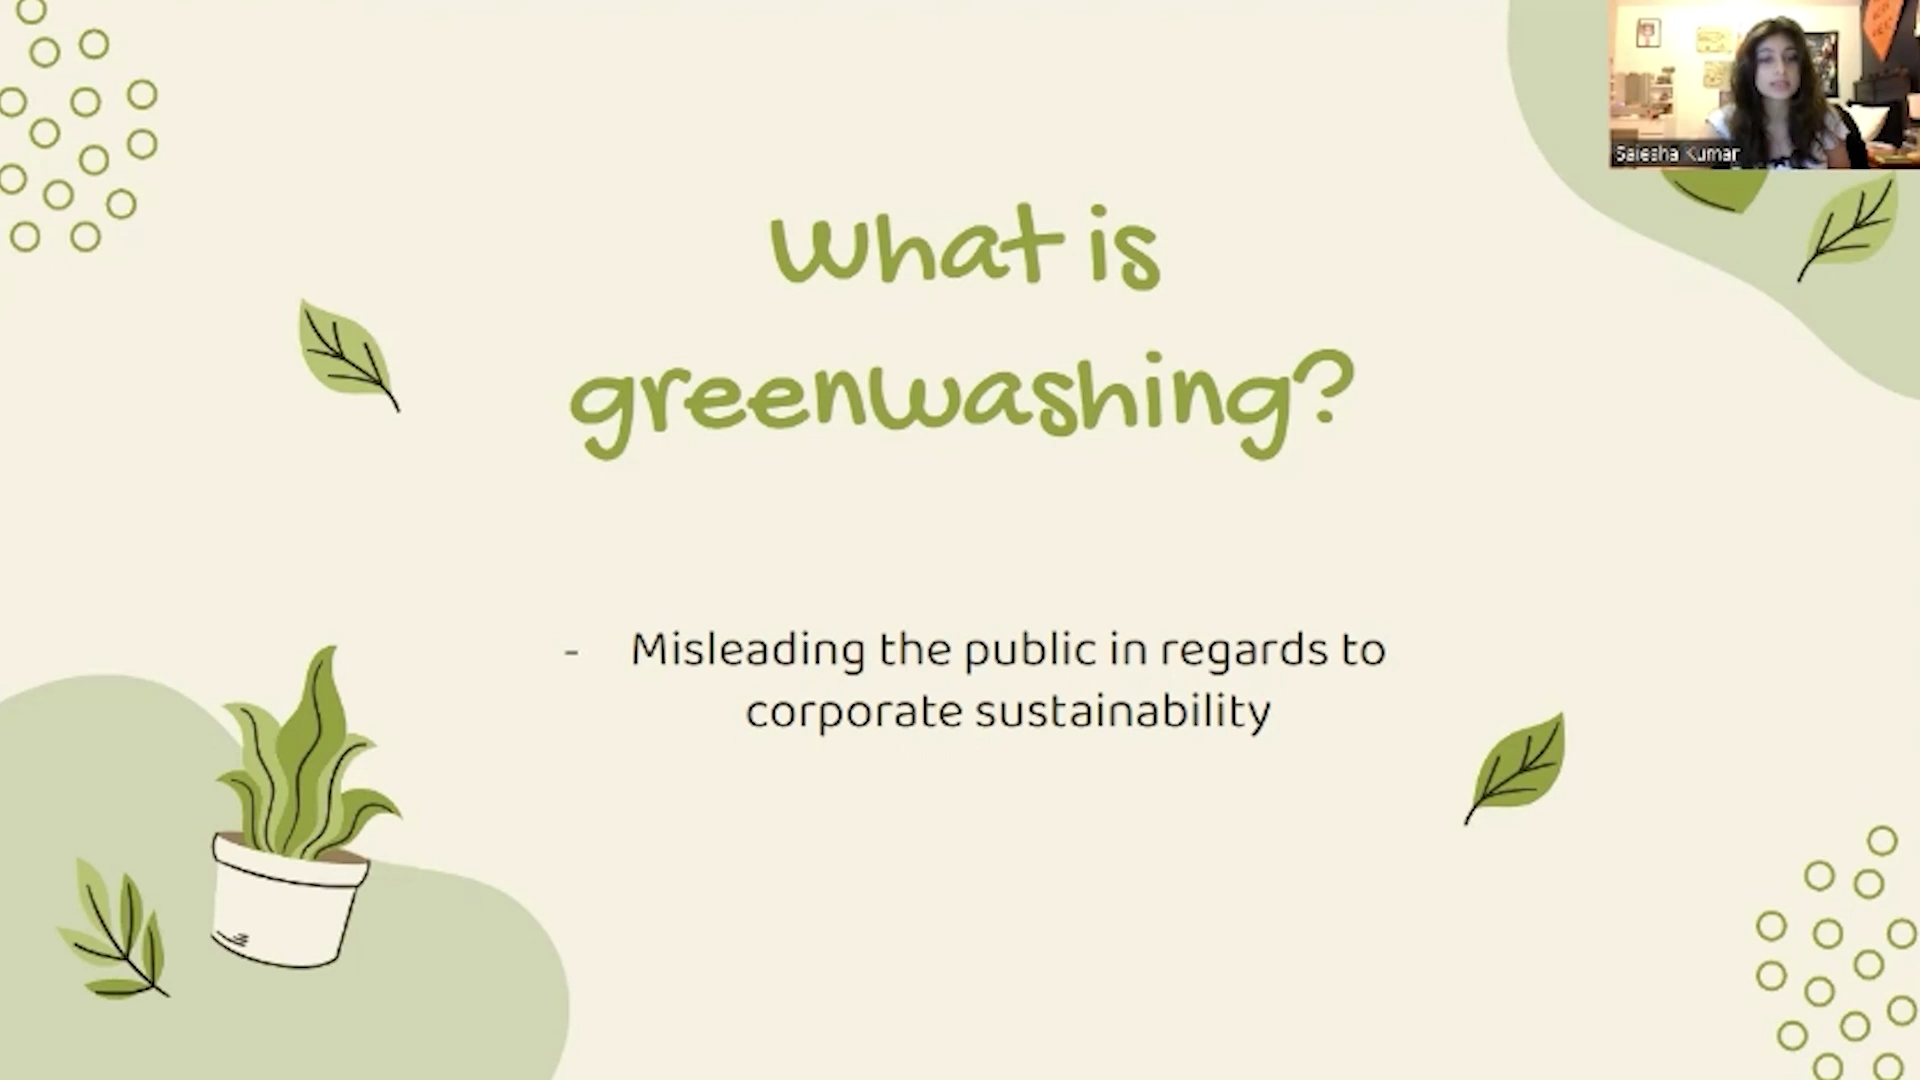 Saiesha Kumar
What is
greenwashing?
- Misleading the public in regards to
corporate sustainability